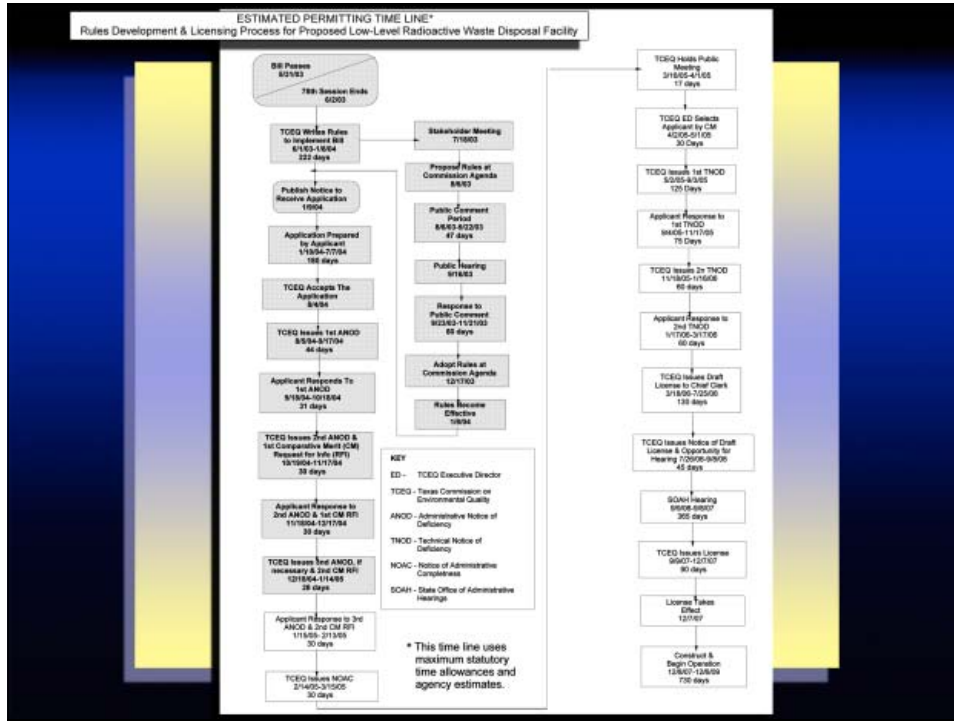 ESTIMATED PERMITTING TIME LINE*
Rules Development & Licensing Process for Proposed Low-Level Radioactive Waste Disposal Facility
Bill Passes
5/31/03
78th Session Ends
6/2/03
TCEQ Writes Rules
to Implement Bill
222 days
Publish Notice to
Receive Application
1/9/04
Application Prepared
by Applicant
1/10/04-7/7/04
180 days
TCEQ Accepts The
Application
8/4/04
TCEQ Issues 1st ANOD
8/5/04-9/17/04
44 days
Applicant Responds To
1st ANOD
9/18/04-10/18/04
31 days
TCEQ Issues 2nd ANOD &
1st Comparative Merit (CM)
Request for Info (RFI)
10/19/04-11/17/04
30 days
Applicant Response to
2nd ANOD & 1st CM RFI
11/18/04-12/17/04
30 days
TCEQ Issues 3rd ANOD, if
necessary & 2nd CM RFI
12/18/04-1/14/05
28 days
Applicant Response to 3rd
ANOD & 2nd CM RFI
1/15/05- 2/13/05
30 days
TCEQ Issues NOAC
2/14/05-3/15/05
30 days
Stakeholder Meeting
7/10/03
Propose Rules at
Commission Agenda
8/6/03
Public Comment
Period
8/6/03-9/22/03
47 days
Public Hearing
9/16/03
Response to
Public Comment
9/23/03-11/21/03
60 days
Adopt Rules at
Commission Agenda
12/17/03
Rules Become
Effective
KEY
ED - TCEQ Executive Director
TCEQ - Texas Commission on
Environmental Quality
ANOD - Administrative Notice of
Deficiency
TNOD - Technical Notice of
Deficiency
NOAC - Notice of Administrative
Completness
SOAH - State Office of Administrative
Hearings
* This time line uses
maximum statutory
time allowances and
agency estimates.
TCEQ Holds Public
Meeting
3/16/05-4/1/05
17 days
TCEQ ED Selects
Applicant by CM
4/2/05-5/1/05
30 Days
TCEQ Issues 1st TNOD
5/2/05-9/3/05
125 Days
Applicant Response to
1st TNOD
9/4/05-11/17/05
75 Days
TCEQ Issues 2n TNOD
11/18/05-1/16/06
60 days
Applicant Response to
2nd TNOD
1/17/06-3/17/06
60 days
TCEQ Issues Draft
License to Chief Clerk
3/18/06-7/25/06
130 days
TCEQ Issues Notice of Draft
License & Opportunity for
Hearing 7/26/06-9/8/06
45 days
SOAH Hearing
365 days
TCEQ Issues License
9/9/07-12/7/07
90 days
License Takes
Effect
12/7/07
Construct &
Begin Operation
12/8/07-12/8/09
730 days